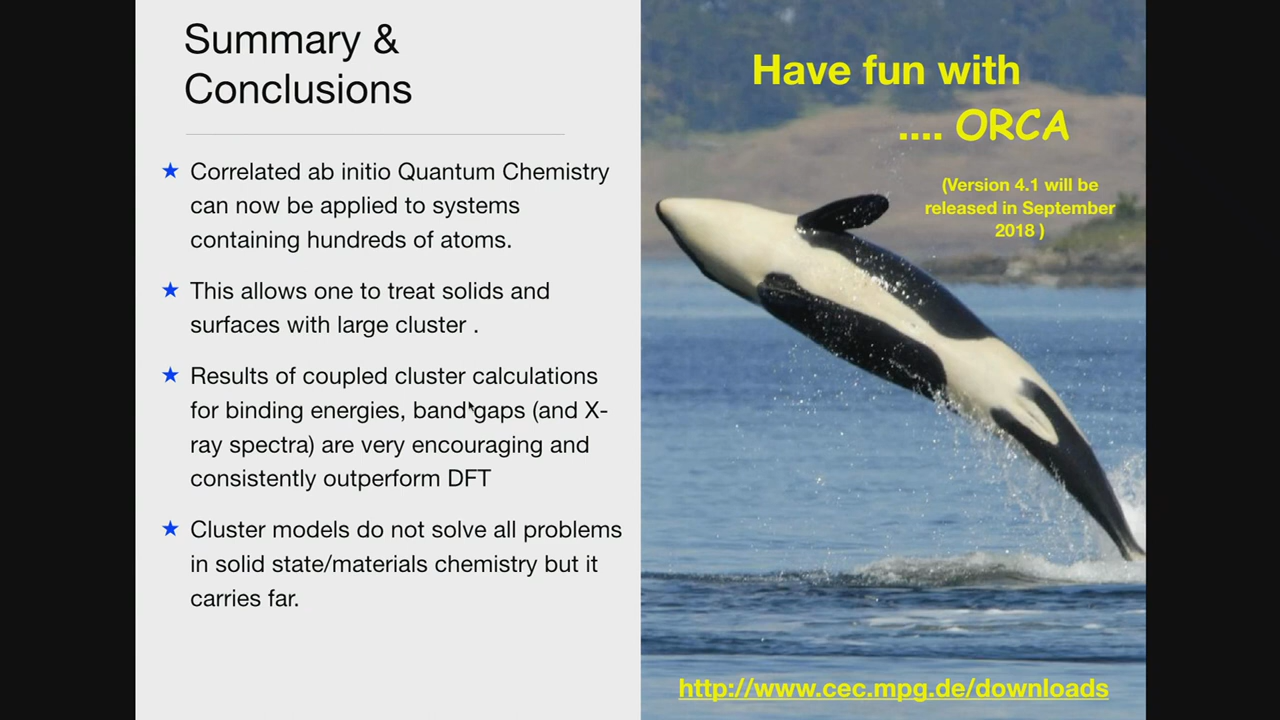 Summary &
Conclusions
Correlated ab initio Quantum Chemistry
can now be applied to systems
containing hundreds of atoms.
This allows one to treat solids and
surfaces with large cluster .
Results of coupled cluster calculations
for binding energies, band gaps (and X-
ray spectra) are very encouraging and
consistently outperform DFT
Cluster models do not solve all problems
in solid state/materials chemistry but it
carries far.
Have fun with
.... ORCA
(Version 4.1 will be
released in September
2018 )
http://www.cec.mpg.de/downloads